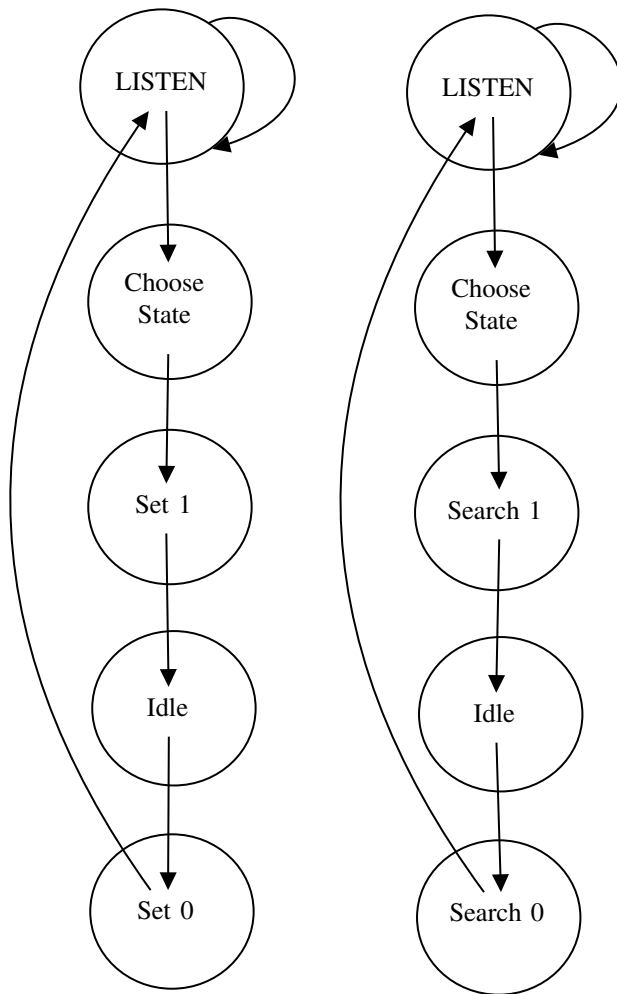 LISTEN
Choose
State
Set 1
Idle
Set 0
LISTEN
Choose
State
Search 1
Idle
Search 0